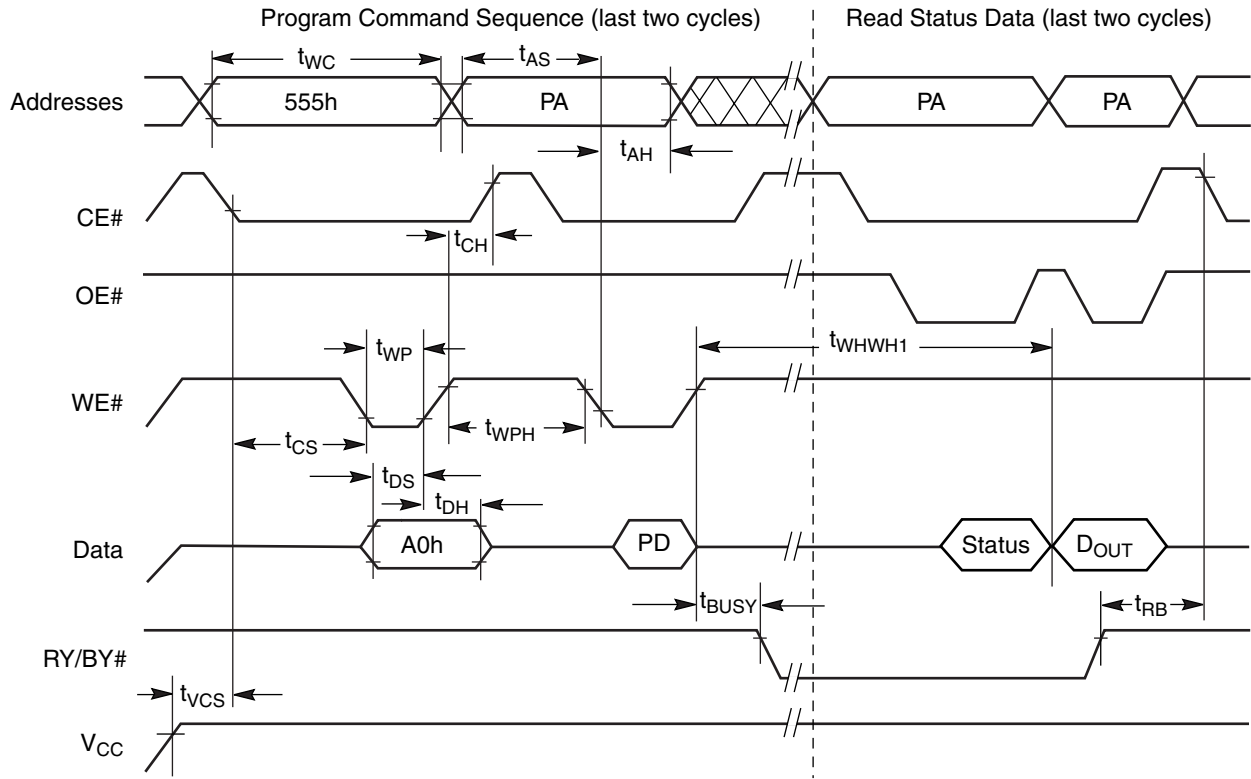 Program Command Sequence (last two cycles) Read Status Data (last two cycles)
tWC tAS
Addresses 555h PA PA PA
tAH
CE#
tCH
OE#
tWP tWHWH1
WE#
tCS tWPH
tDS
tDH
Data A0h PD Status DOUT
tBUSY tRB
RY/BY#
tVCS
VCC